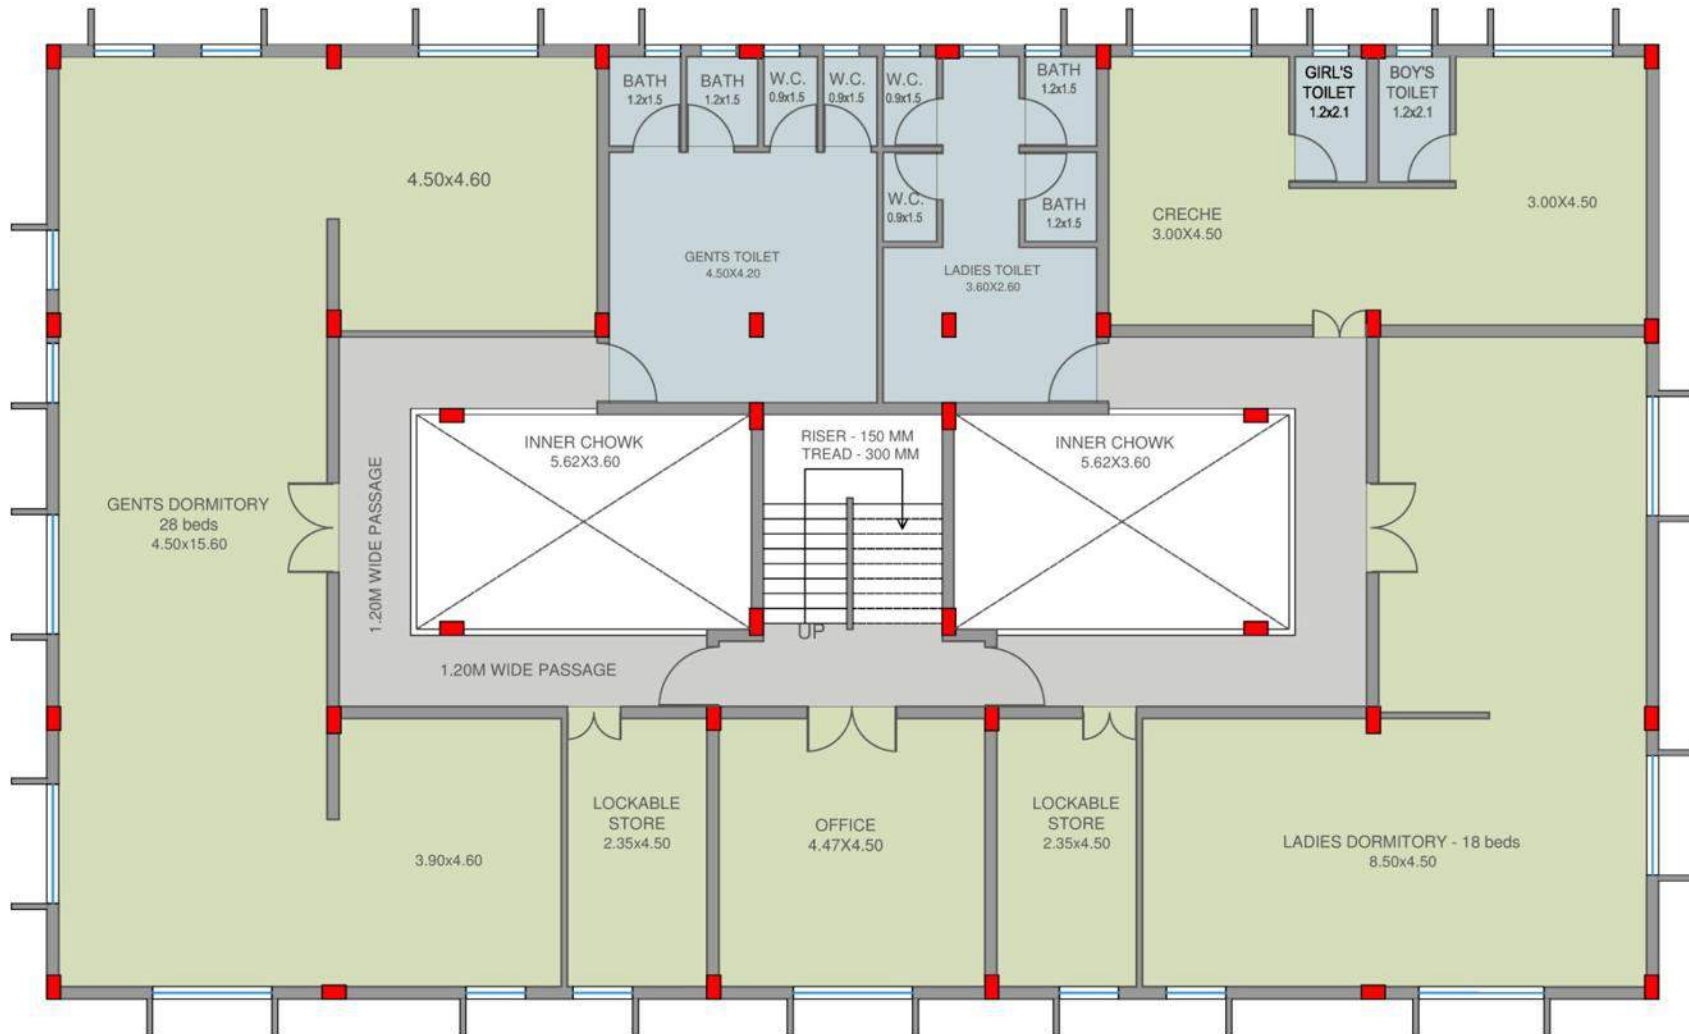 BATH
1.2x1.5
BATH
1.2x1.5
W.C.
0.9x1.5
W.C.
0.9x1.5
W.C.
0.9x1.5
BATH
1.2x1.5
GIRL'S
TOILET
1.2x2.1
BOY'S
TOILET
1.2x2.1
4.50x4.60
W.C.
0.9x1.5
BATH
1.2x1.5
CRECHE
3.00X4.50
3.00X4.50
GENTS TOILET
4.50X4.20
LADIES TOILET
3.60X2.60
INNER CHOWK
5.62X3.60
RISER - 150 MM
TREAD - 300 MM
INNER CHOWK
5.62X3.60
GENTS DORMITORY
28 beds
4.50x15.60
1.20M WIDE PASSAGE
UP
1.20M WIDE PASSAGE
LOCKABLE
STORE
2.35x4.50
OFFICE
4.47X4.50
LOCKABLE
STORE
2.35x4.50
LADIES DORMITORY - 18 beds
8.50x4.50
3.90x4.60